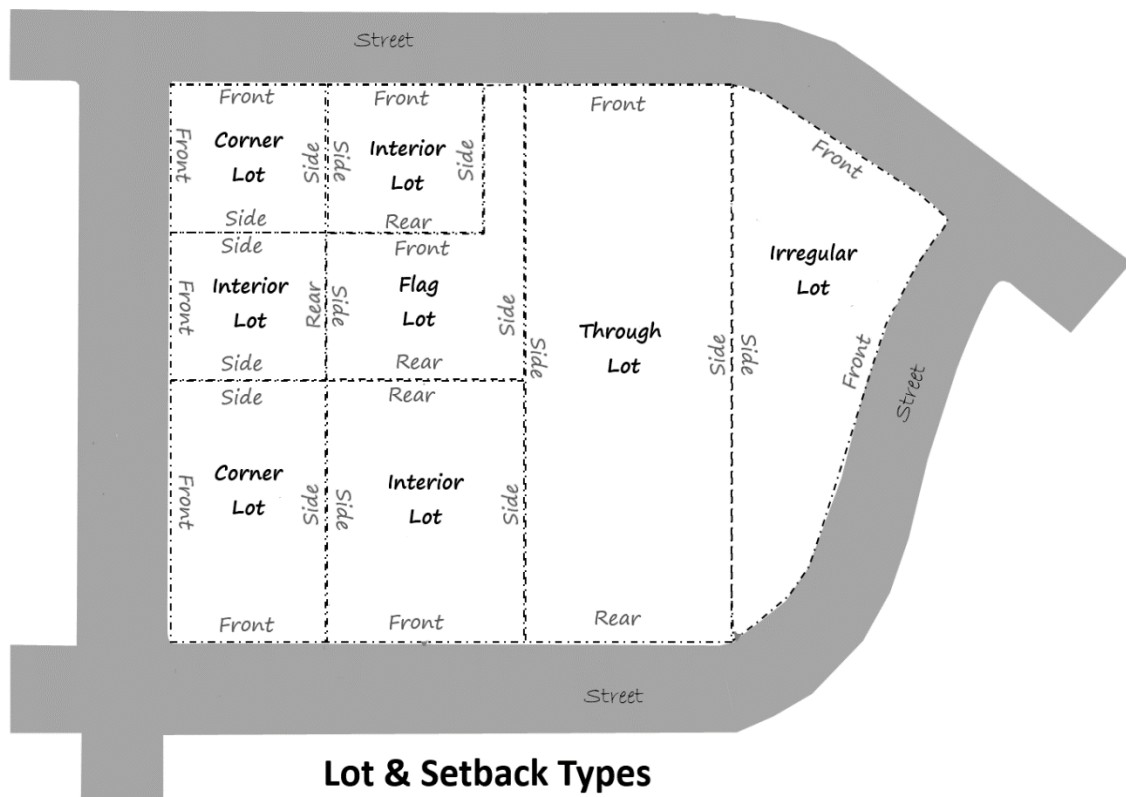 Street
Front
Front
Front
Front
Corner
Lot
Side
Side
Interior
Lot
Side
Front
Side
Rear
Side
Front
Front
Interior
Lot
Rear
Side
Flag
Lot
Side
Irregular
Lot
Through
Lot
Side
Side
Side
Front
Side
Rear
Street
Side
Rear
Front
Corner
Lot
Side
Side
Interior
Lot
Side
Front
Front
Rear
Street
Lot & Setback Types